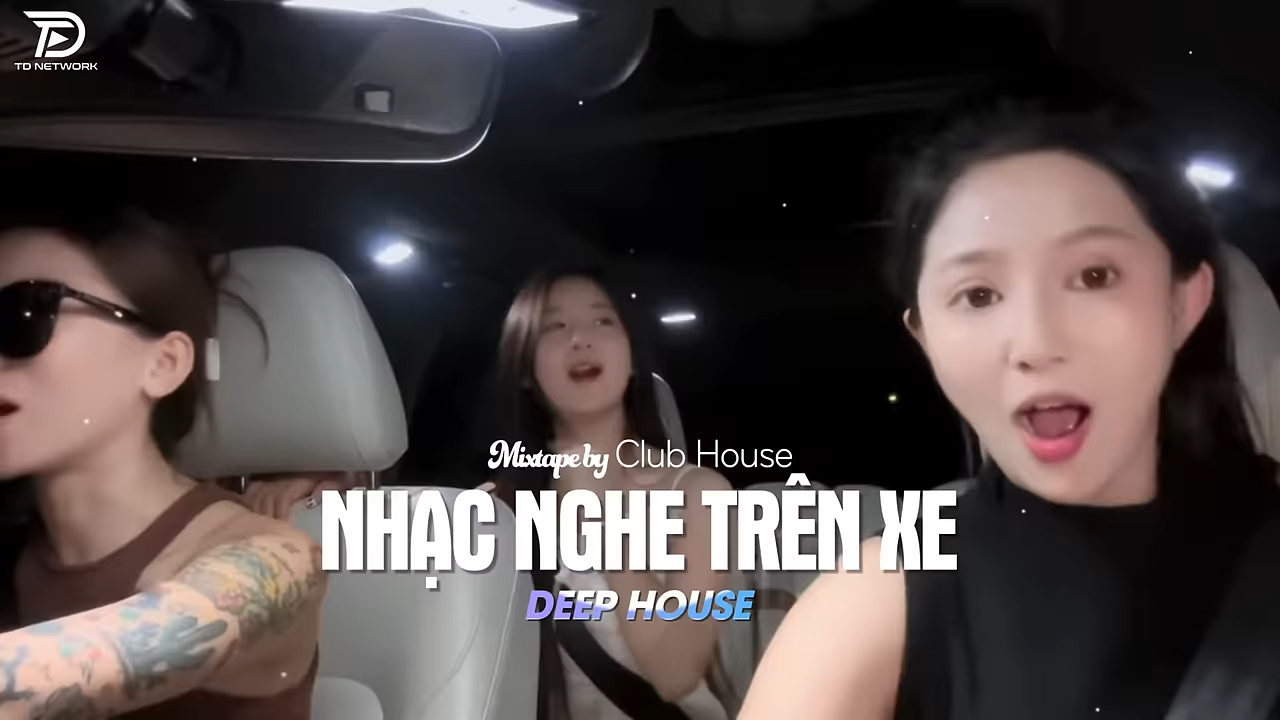 TD NETWORK
Mixtape by Club House
NHẠC NGHE TRÊN XE
DEEP HOUSE